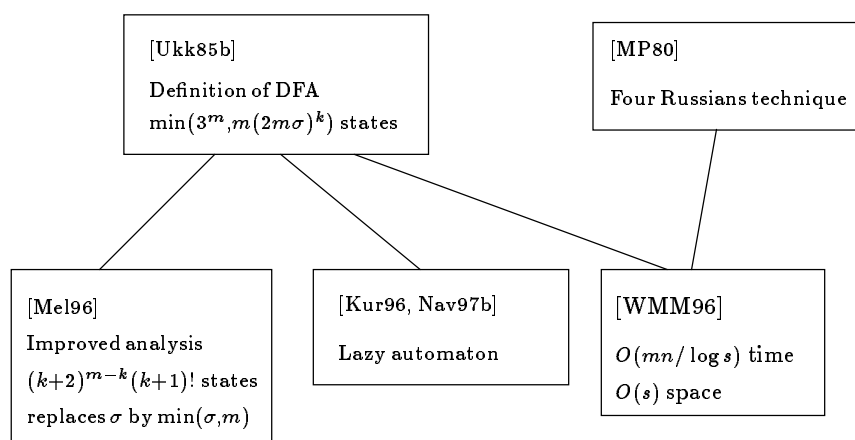 [Ukk85b]
Definition of DFA
min(3^m,m(2mσ)^k) states
[MP80]
Four Russians technique
[Mel96]
Improved analysis
(k+2)^{m−k}(k+1)! states
replaces σ by min(σ,m)
[Kur96, Nav97b]
Lazy automaton
[WMM96]
O(mn/ log s) time
O(s) space